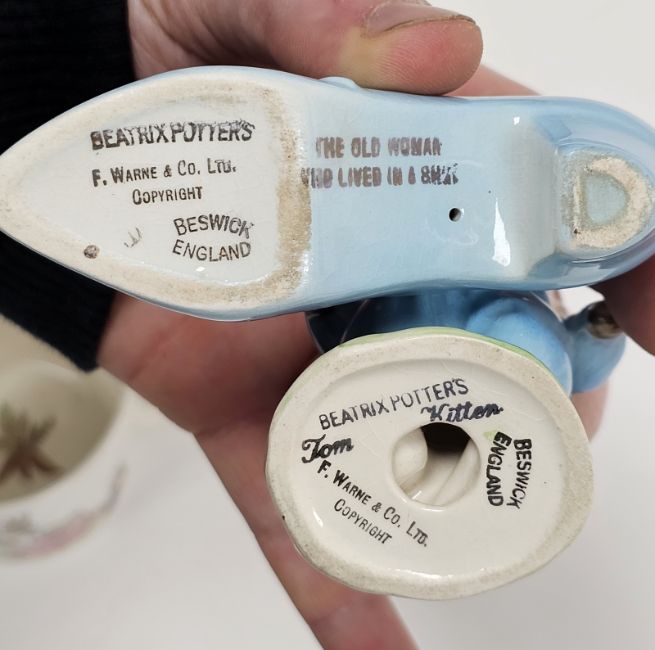 BEATRIX POTTER'S
F. WARNE & CO. LTD.
COPYRIGHT
BESWICK
ENGLAND
THE OLD WOMAN
WHO LIVED IN A SHOE
BEATRIX POTTER'S
Tom Kitten
F. WARNE & CO. LTD.
COPYRIGHT
BESWICK
ENGLAND